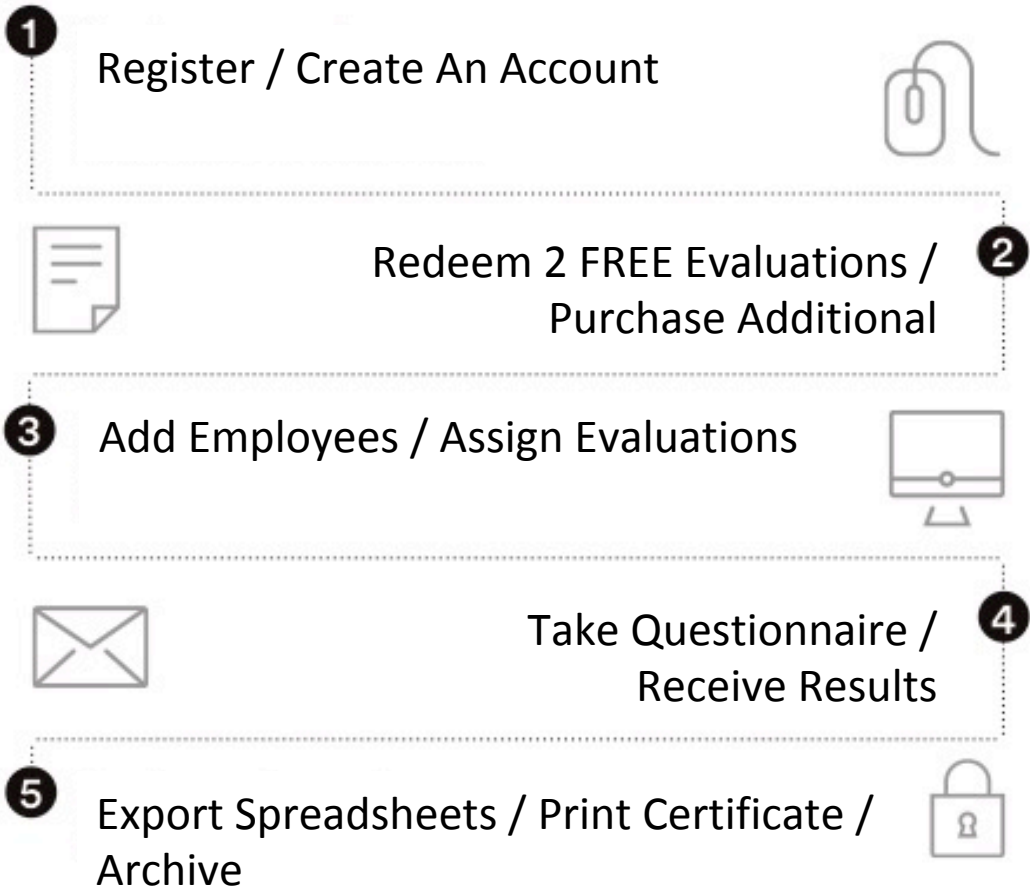 1
Register / Create An Account
2
Redeem 2 FREE Evaluations /
Purchase Additional
3
Add Employees / Assign Evaluations
4
Take Questionnaire /
Receive Results
5
Export Spreadsheets / Print Certificate /
Archive